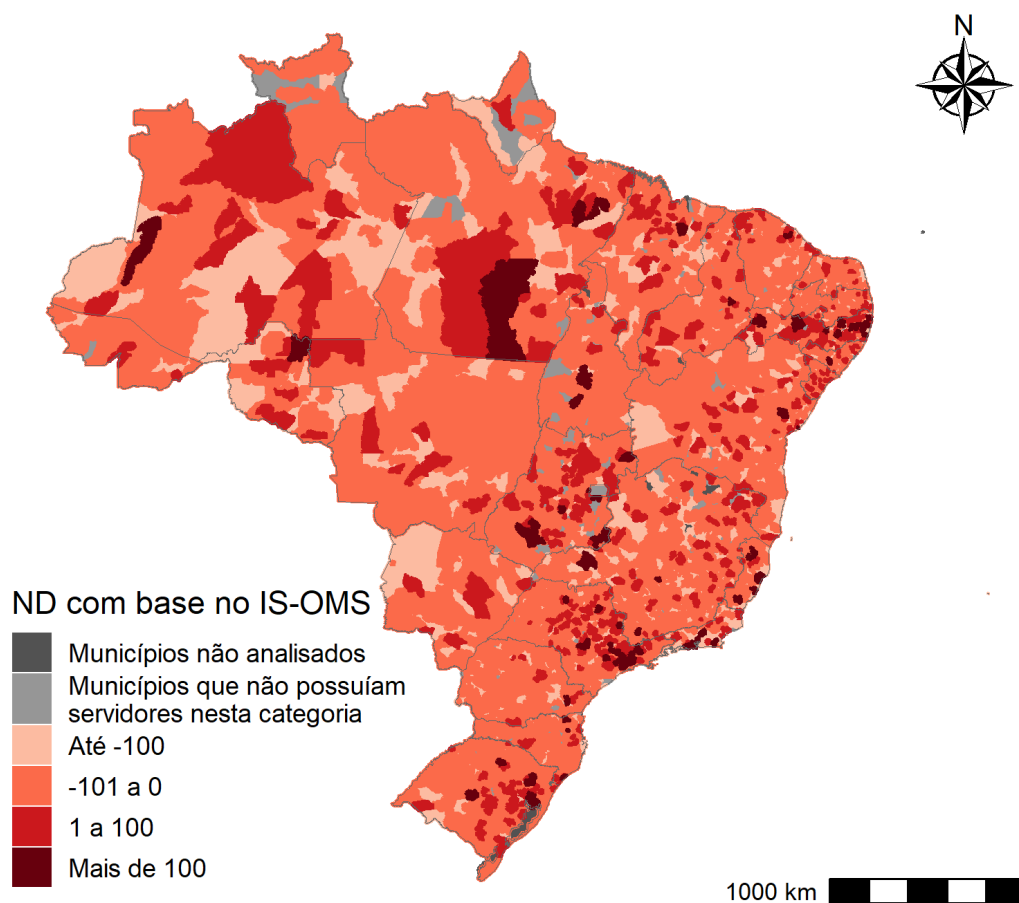 N
ND com base no IS-OMS
Municípios não analisados
Municípios que não possuíam
servidores nesta categoria
Até -100
-101 a 0
1 a 100
Mais de 100
1000 km